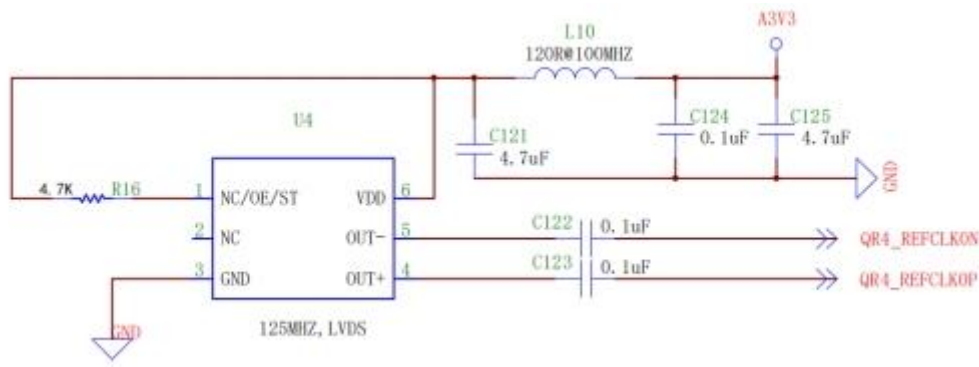 A3V3
L10
120R@100MHZ
U4
C121
4.7uF
C124
0.1uF
C125
4.7uF
GND
4.7K
R16
1
NC/OE/ST
VDD
6
2
NC
OUT-
5
C122
0.1uF
QR4_REFCLK0N
3
GND
OUT+
4
C123
0.1uF
QR4_REFCLK0P
GND
125MHZ,LVDS